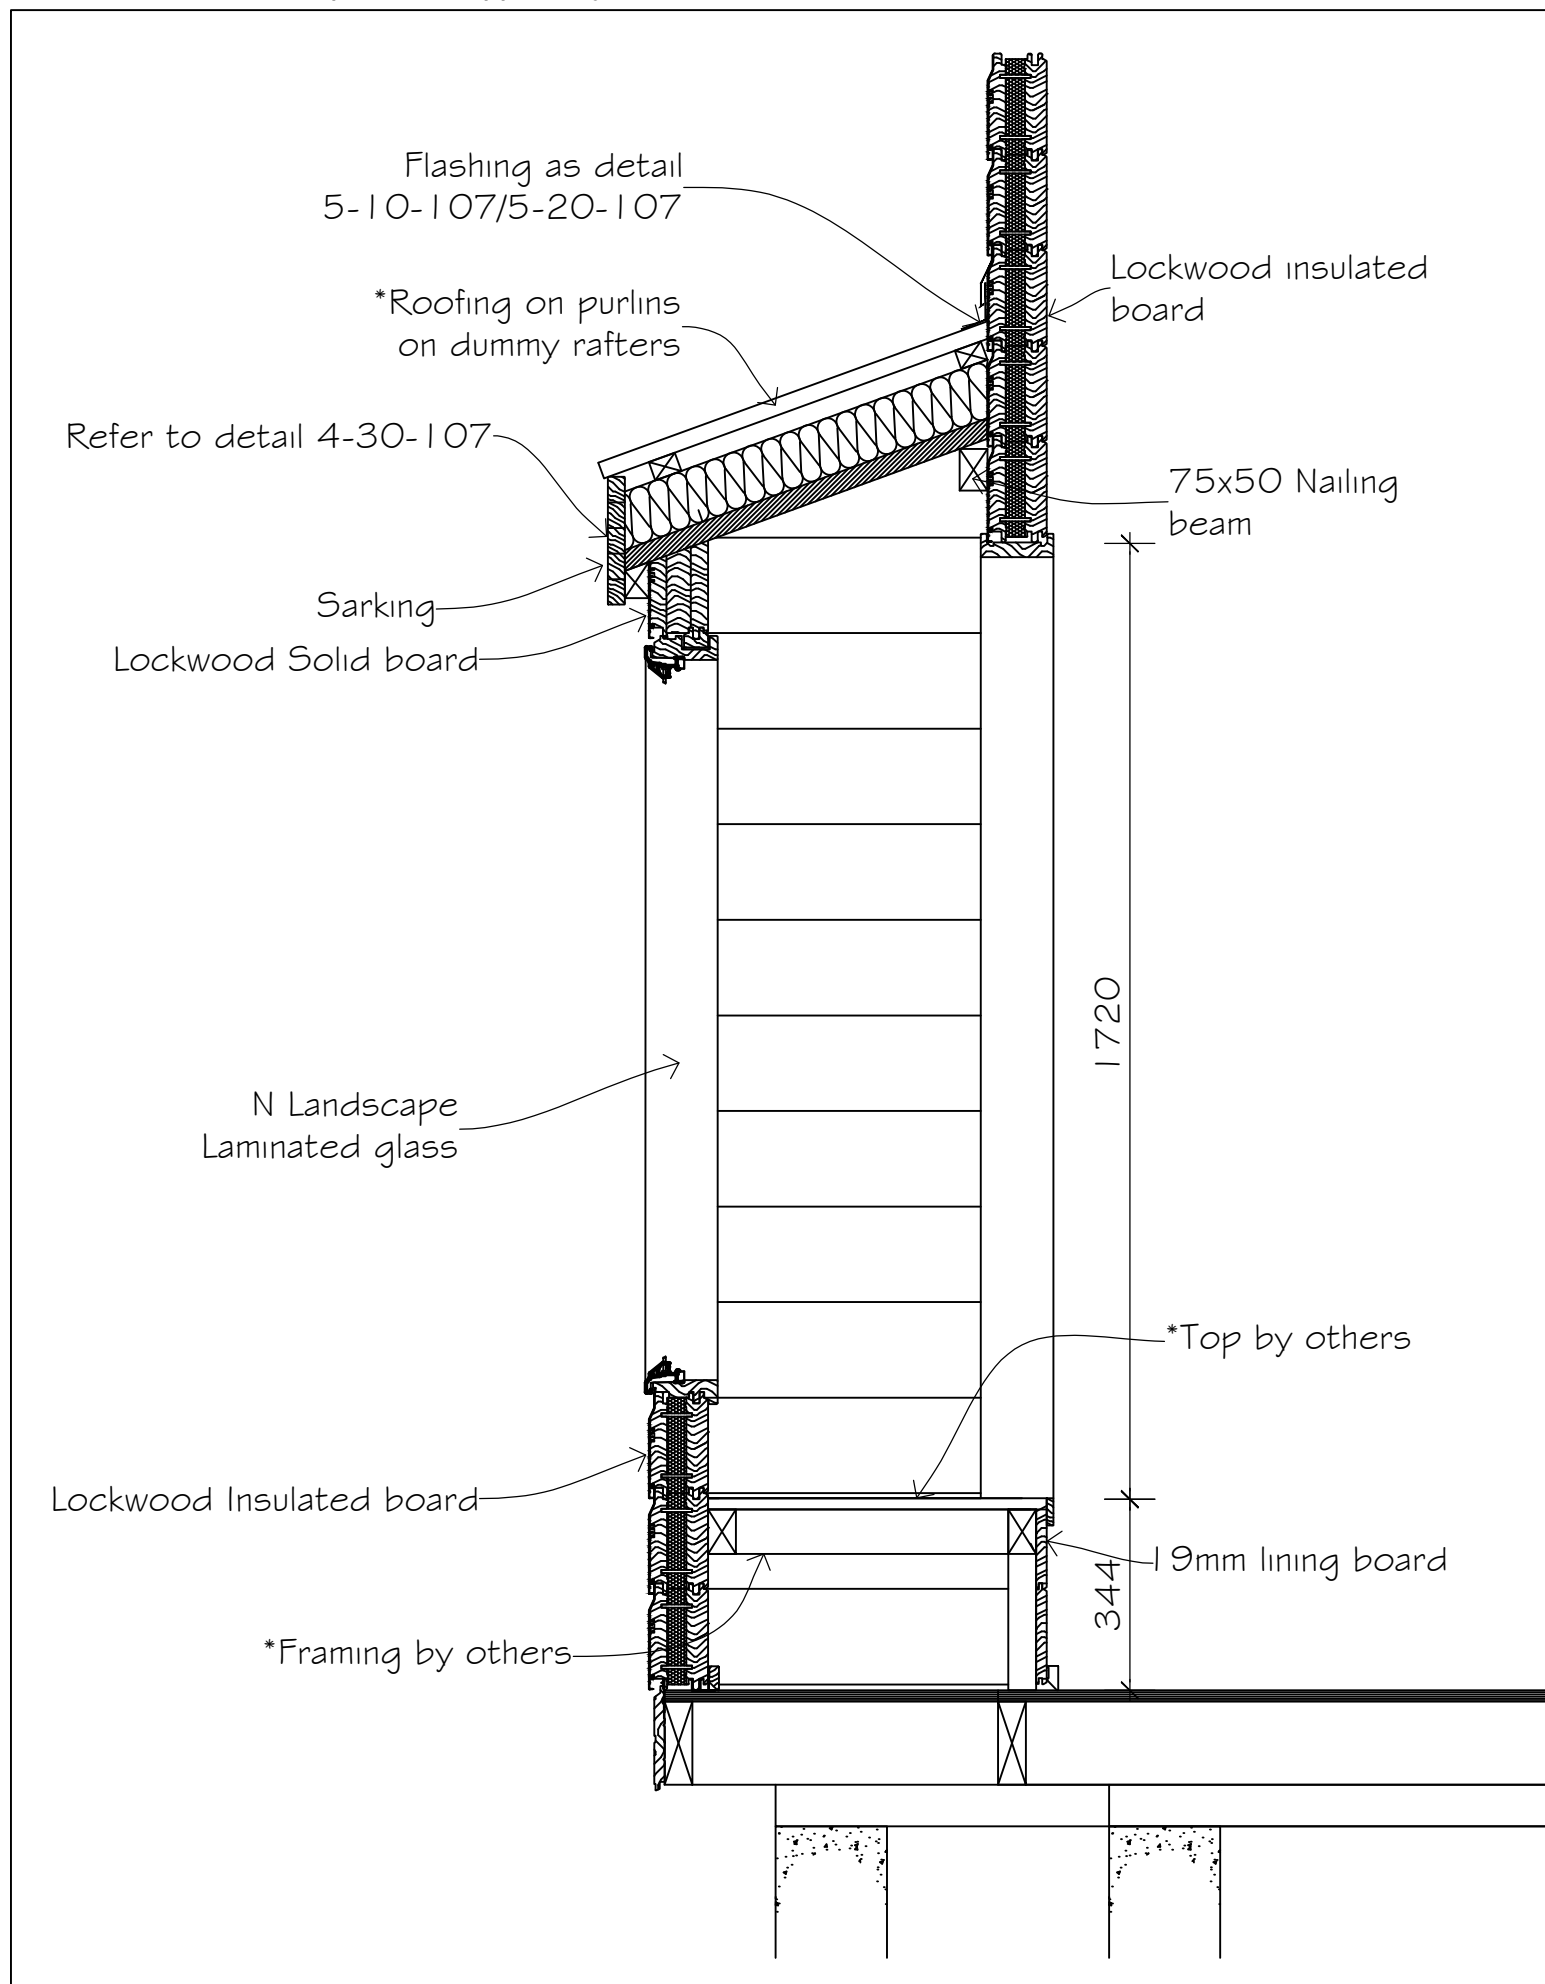 Flashing as detail
5-10-107/5-20-107
Lockwood insulated
board
*Roofing on purlins
on dummy rafters
Refer to detail 4-30-107
75x50 Nailing
beam
Sarking
Lockwood Solid board
1720
N Landscape
Laminated glass
*Top by others
Lockwood Insulated board
19mm lining board
344
*Framing by others